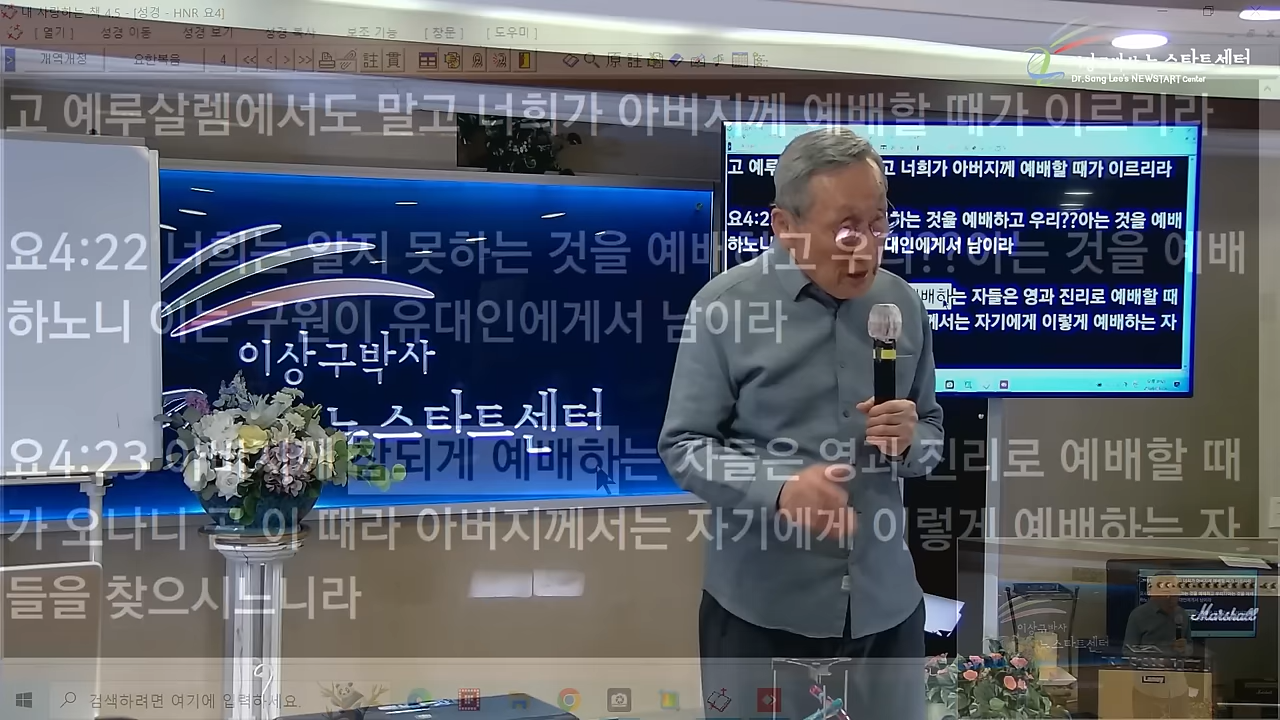 내 사랑하는 책 4.5 - [성경 - HNR 요4]
[ 열기 ] 성경 이동 성경 보기 성경 복사 보조 기능 [ 창문 ] [ 도우미 ]
개역개정 요한복음 4 << < > >>
뉴스타트센터
Dr.Sang Lee's NEWSTART Center
고 예루살렘에서도 말고 너희가 아버지께 예배할 때가 이르리라
요4:22 너희는 알지 못하는 것을 예배하고 우리??아는 것을 예배
하노니 이는 구원이 유대인에게서 남이라
요4:23 아버지께 참되게 예배하는 자들은 영과 진리로 예배할 때
가 오나니 곧 이 때라 아버지께서는 자기에게 이렇게 예배하는 자
들을 찾으시느니라
고 예루 고 너희가 아버지께 예배할 때가 이르리라
요4:2 하는 것을 예배하고 우리??아는 것을 예배
하노니 대인에게서 남이라
배하는 자들은 영과 진리로 예배할 때
께서는 자기에게 이렇게 예배하는 자
이상구박사
뉴스타트센터
이상구박사
뉴스타트센터
Marshall
Laney
검색하려면 여기에 입력하세요.